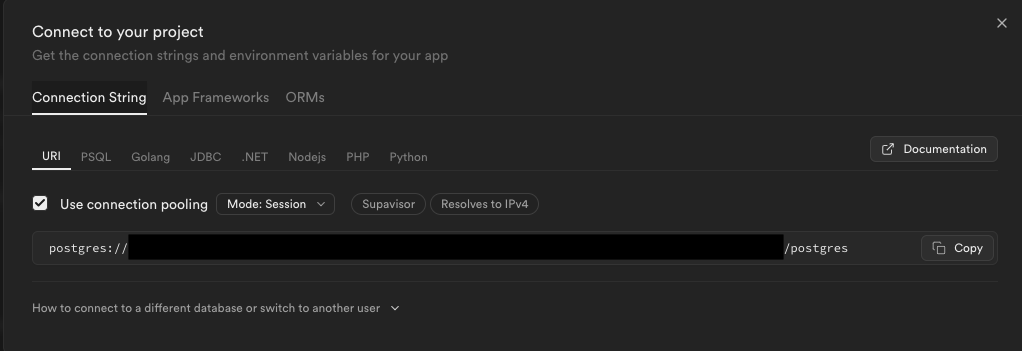 Connect to your project
Get the connection strings and environment variables for your app
Connection String App Frameworks ORMs
URI PSQL Golang JDBC .NET Nodejs PHP Python Documentation
Use connection pooling Mode: Session Supavisor Resolves to IPv4
postgres:// /postgres Copy
How to connect to a different database or switch to another user